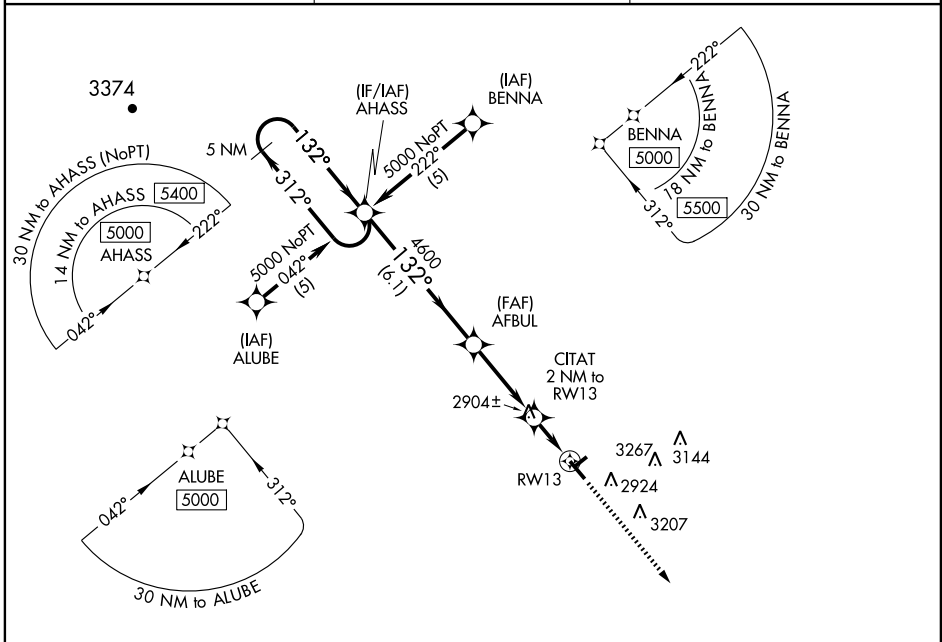 3374
30 NM to AHASS (NoPT)
14 NM to AHASS
5400
5000
AHASS
222°
042°
5 NM
132°
312°
(IF/IAF)
AHASS
(IAF)
BENNA
5000 NoPT
222°
(5)
5000 NoPT
042°
(5)
(IAF)
ALUBE
4600
132°
(6.1)
(FAF)
AFBUL
CITAT
2 NM to
RW13
2904±
RW13
3267
3144
2924
3207
222°
BENNA
5000
18 NM to BENNA
5500
312°
30 NM to BENNA
ALUBE
5000
042°
312°
30 NM to ALUBE